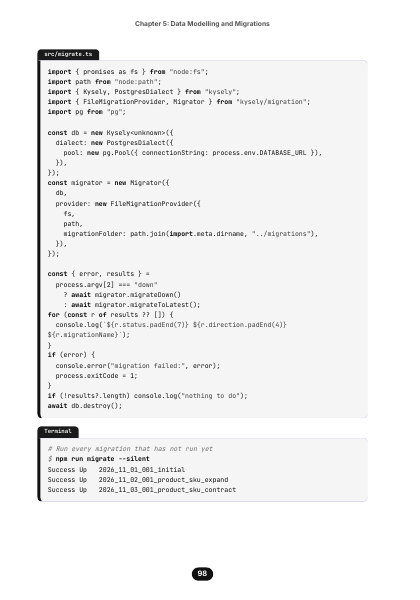 Chapter 5: Data Modelling and Migrations
src/migrate.ts
import { promises as fs } from "node:fs";
import path from "node:path";
import { Kysely, PostgresDialect } from "kysely";
import { FileMigrationProvider, Migrator } from "kysely/migration";
import pg from "pg";
const db = new Kysely<unknown>({
  dialect: new PostgresDialect({
    pool: new pg.Pool({ connectionString: process.env.DATABASE_URL }),
  }),
});
const migrator = new Migrator({
  db,
  provider: new FileMigrationProvider({
    fs,
    path,
    migrationFolder: path.join(import.meta.dirname, "../migrations"),
  }),
});
const { error, results } =
  process.argv[2] === "down"
    ? await migrator.migrateDown()
    : await migrator.migrateToLatest();
for (const r of results ?? []) {
  console.log(`${r.status.padEnd(7)} ${r.direction.padEnd(4)}
${r.migrationName}`);
}
if (error) {
  console.error("migration failed:", error);
  process.exitCode = 1;
}
if (!results?.length) console.log("nothing to do");
await db.destroy();
Terminal
# Run every migration that has not run yet
$ npm run migrate --silent
Success Up   2026_11_01_001_initial
Success Up   2026_11_02_001_product_sku_expand
Success Up   2026_11_03_001_product_sku_contract
98